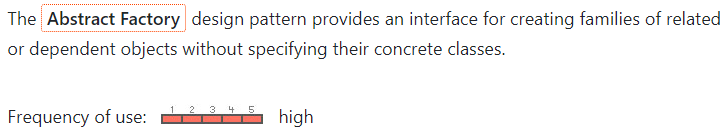 The Abstract Factory design pattern provides an interface for creating families of related
or dependent objects without specifying their concrete classes.
Frequency of use: 1 2 3 4 5 high